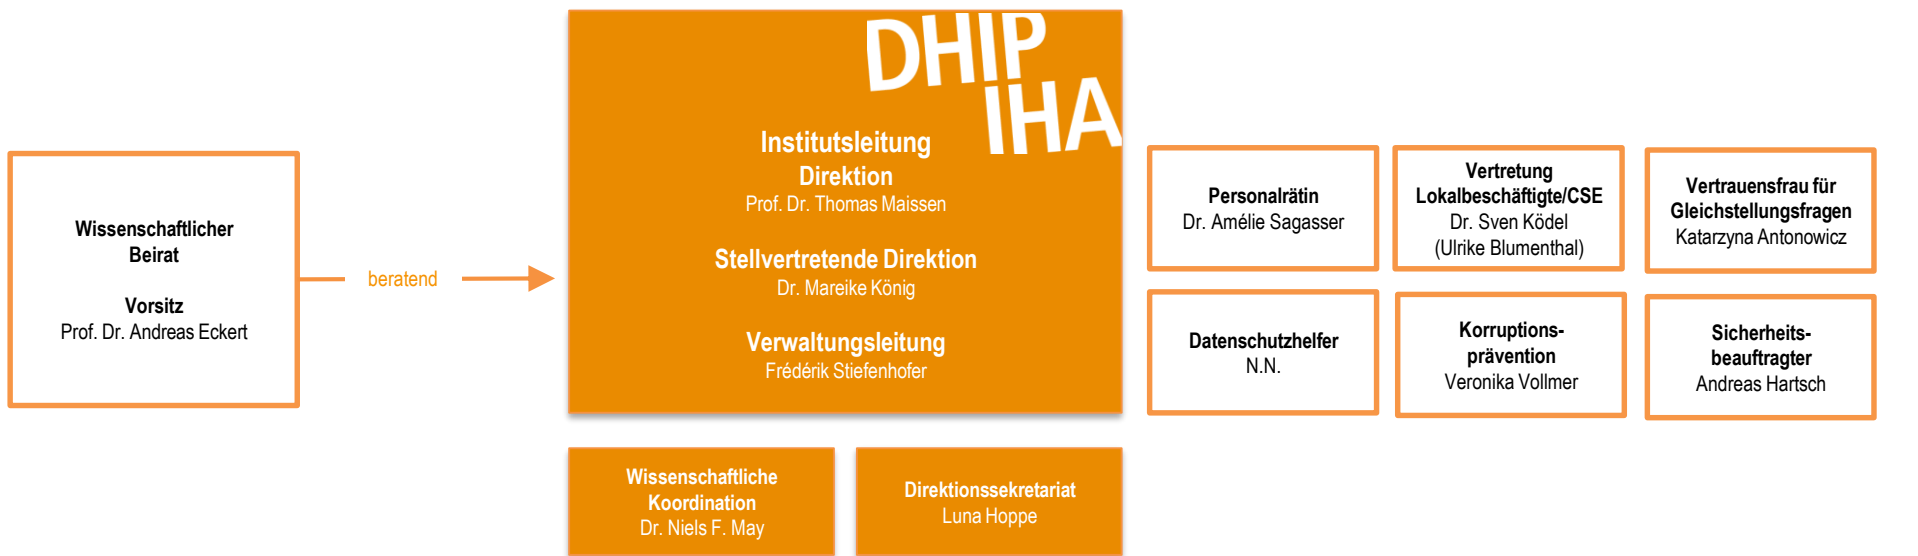 Wissenschaftlicher
Beirat
Vorsitz
Prof. Dr. Andreas Eckert
beratend
DHIP
IHA
Institutsleitung
Direktion
Prof. Dr. Thomas Maissen
Stellvertretende Direktion
Dr. Mareike König
Verwaltungsleitung
Frédérik Stiefenhofer
Wissenschaftliche
Koordination
Dr. Niels F. May
Direktionssekretariat
Luna Hoppe
Personalrätin
Dr. Amélie Sagasser
Vertretung
Lokalbeschäftigte/CSE
Dr. Sven Ködel
(Ulrike Blumenthal)
Vertrauensfrau für
Gleichstellungsfragen
Katarzyna Antonowicz
Datenschutzhelfer
N.N.
Korruptions-
prävention
Veronika Vollmer
Sicherheits-
beauftragter
Andreas Hartsch